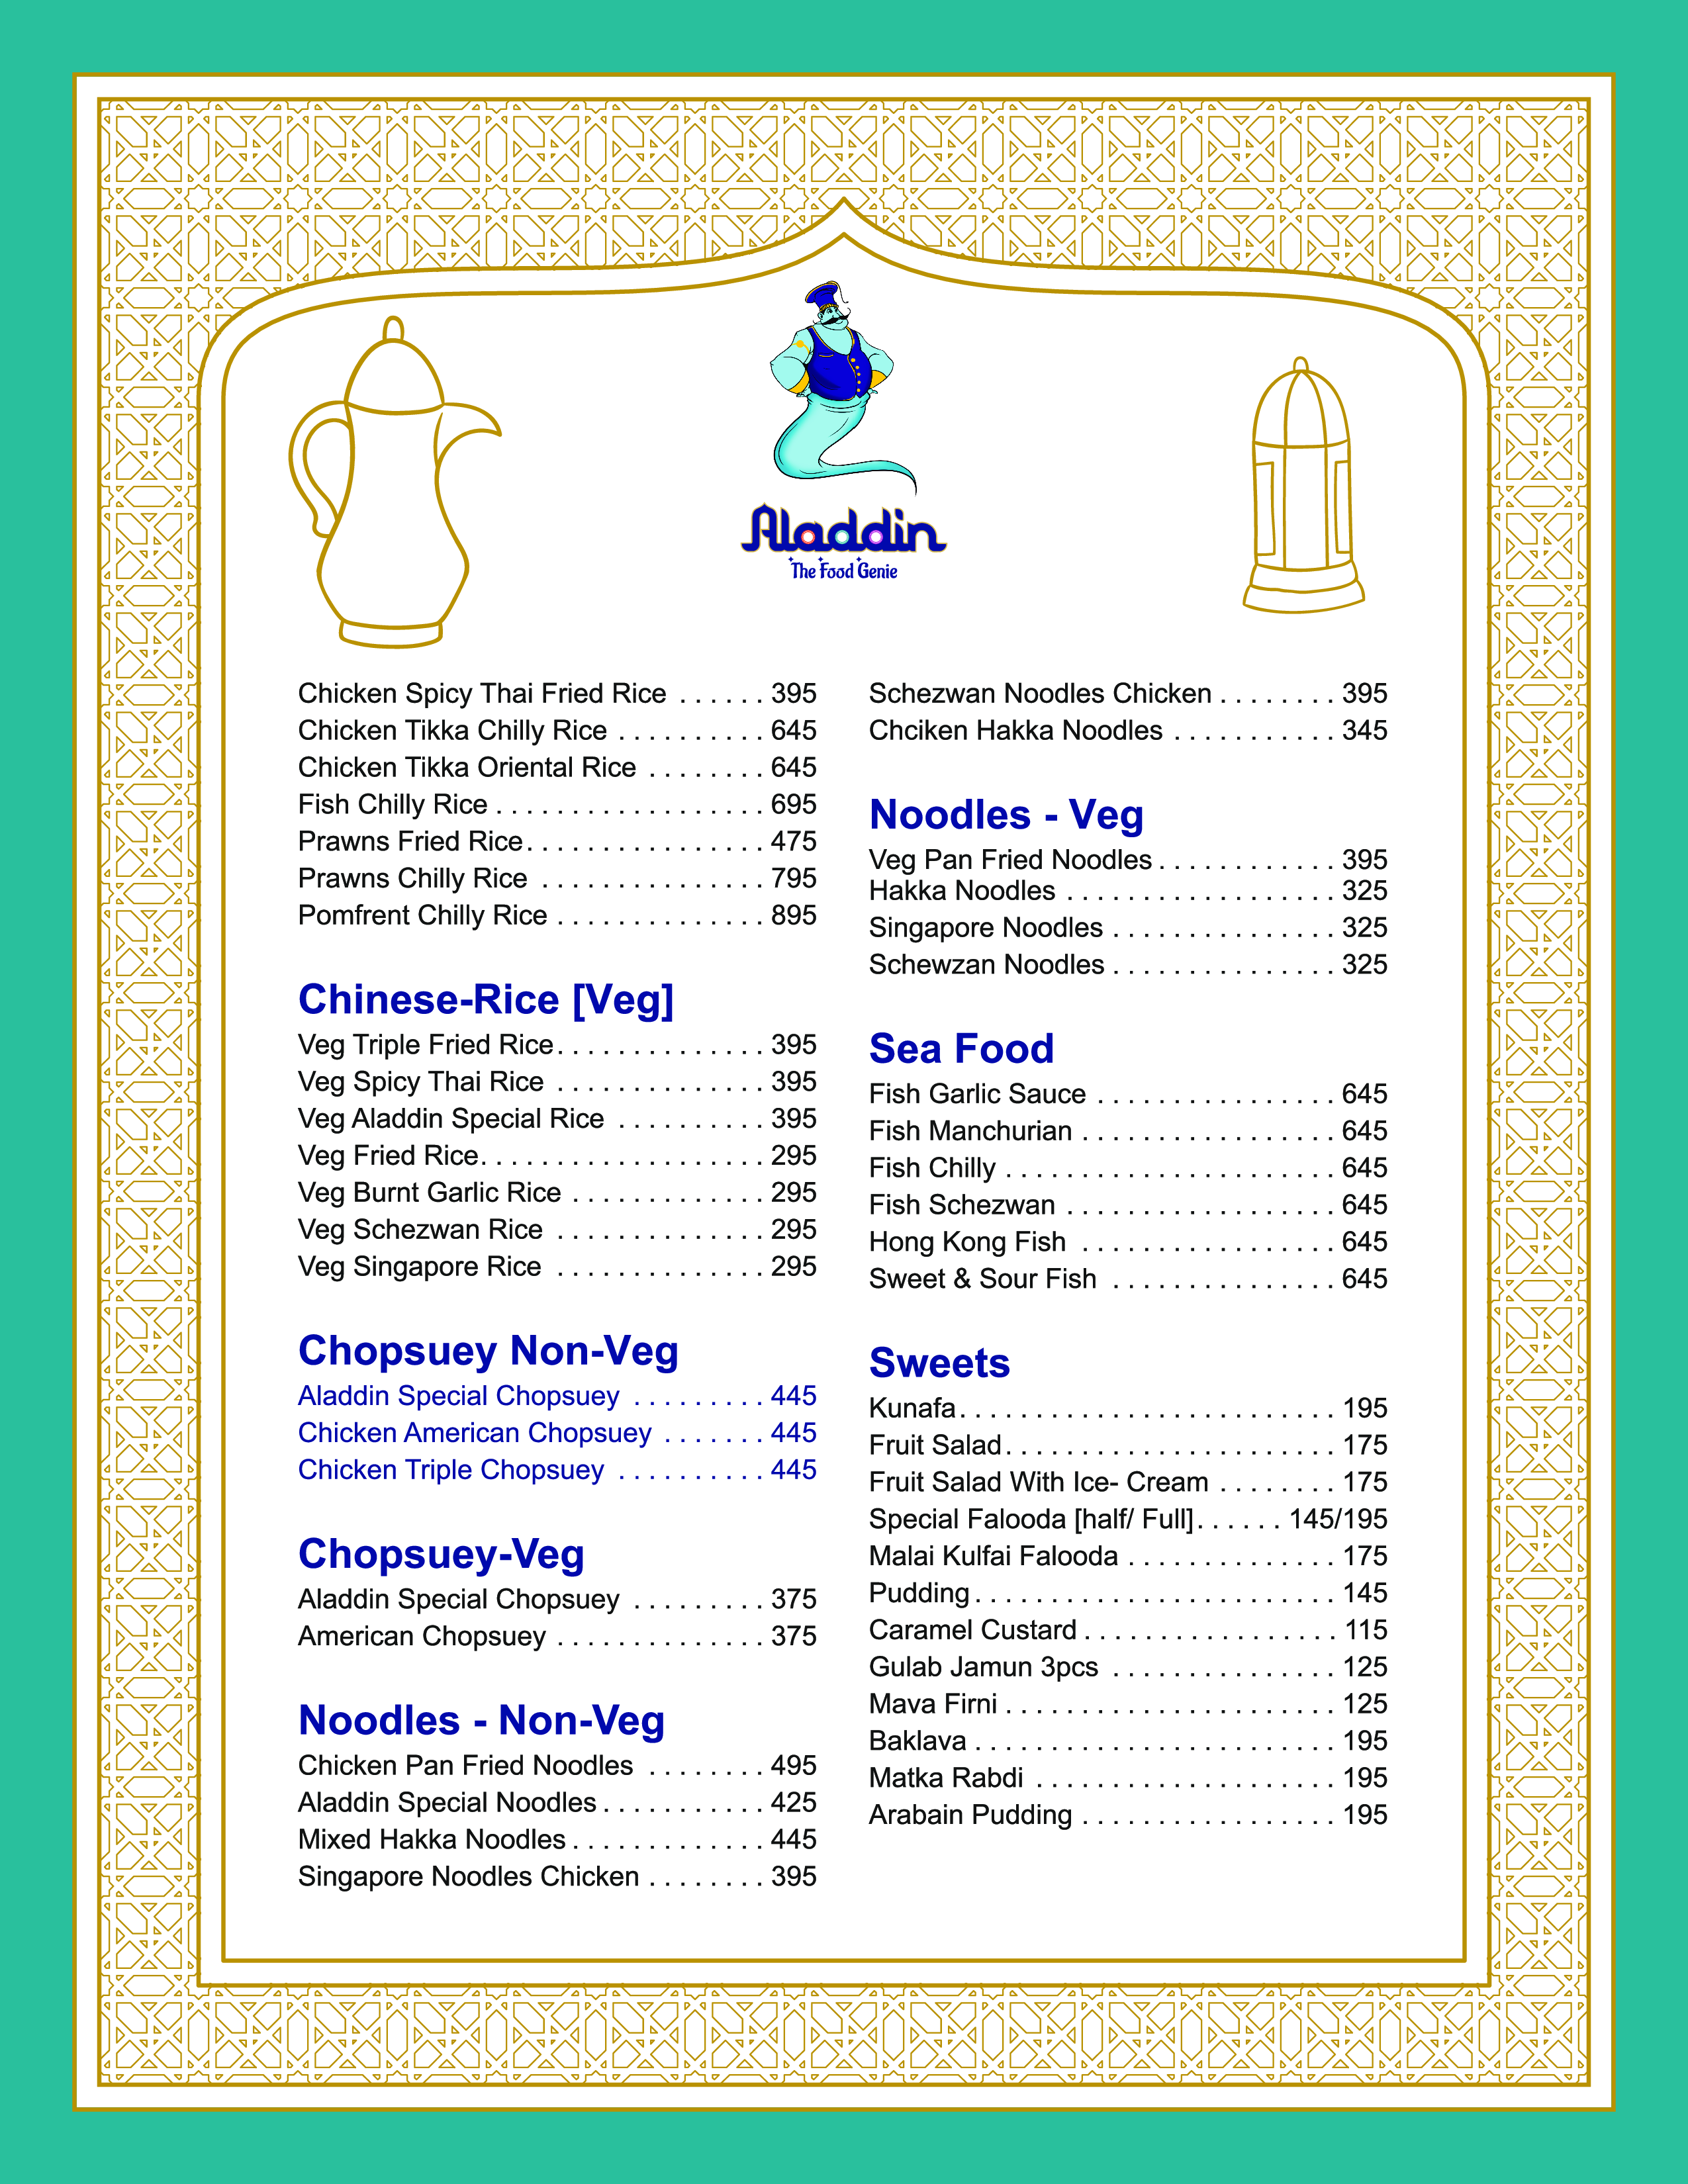 Aladdin
The Food Genie
Chicken Spicy Thai Fried Rice . . . . . . 395
Chicken Tikka Chilly Rice . . . . . . . . . . 645
Chicken Tikka Oriental Rice . . . . . . . . 645
Fish Chilly Rice . . . . . . . . . . . . . . . . . . 695
Prawns Fried Rice . . . . . . . . . . . . . . . . 475
Prawns Chilly Rice . . . . . . . . . . . . . . . 795
Pomfrent Chilly Rice . . . . . . . . . . . . . . 895
Chinese-Rice [Veg]
Veg Triple Fried Rice . . . . . . . . . . . . . . 395
Veg Spicy Thai Rice . . . . . . . . . . . . . . 395
Veg Aladdin Special Rice . . . . . . . . . . 395
Veg Fried Rice . . . . . . . . . . . . . . . . . . . 295
Veg Burnt Garlic Rice . . . . . . . . . . . . . 295
Veg Schezwan Rice . . . . . . . . . . . . . . 295
Veg Singapore Rice . . . . . . . . . . . . . . 295
Chopsuey Non-Veg
Aladdin Special Chopsuey . . . . . . . . . 445
Chicken American Chopsuey . . . . . . . 445
Chicken Triple Chopsuey . . . . . . . . . . 445
Chopsuey-Veg
Aladdin Special Chopsuey . . . . . . . . . 375
American Chopsuey . . . . . . . . . . . . . . 375
Noodles - Non-Veg
Chicken Pan Fried Noodles . . . . . . . . 495
Aladdin Special Noodles . . . . . . . . . . . 425
Mixed Hakka Noodles . . . . . . . . . . . . . 445
Singapore Noodles Chicken . . . . . . . . 395
Schezwan Noodles Chicken . . . . . . . . 395
Chciken Hakka Noodles . . . . . . . . . . . 345
Noodles - Veg
Veg Pan Fried Noodles . . . . . . . . . . . . 395
Hakka Noodles . . . . . . . . . . . . . . . . . . 325
Singapore Noodles . . . . . . . . . . . . . . . 325
Schewzan Noodles . . . . . . . . . . . . . . . 325
Sea Food
Fish Garlic Sauce . . . . . . . . . . . . . . . . 645
Fish Manchurian . . . . . . . . . . . . . . . . . 645
Fish Chilly . . . . . . . . . . . . . . . . . . . . . . 645
Fish Schezwan . . . . . . . . . . . . . . . . . . 645
Hong Kong Fish . . . . . . . . . . . . . . . . . 645
Sweet & Sour Fish . . . . . . . . . . . . . . . 645
Sweets
Kunafa . . . . . . . . . . . . . . . . . . . . . . . . . 195
Fruit Salad . . . . . . . . . . . . . . . . . . . . . . 175
Fruit Salad With Ice- Cream . . . . . . . . 175
Special Falooda [half/ Full] . . . . . . 145/195
Malai Kulfai Falooda . . . . . . . . . . . . . . 175
Pudding . . . . . . . . . . . . . . . . . . . . . . . . 145
Caramel Custard . . . . . . . . . . . . . . . . . 115
Gulab Jamun 3pcs . . . . . . . . . . . . . . . 125
Mava Firni . . . . . . . . . . . . . . . . . . . . . . 125
Baklava . . . . . . . . . . . . . . . . . . . . . . . . 195
Matka Rabdi . . . . . . . . . . . . . . . . . . . . 195
Arabain Pudding . . . . . . . . . . . . . . . . . 195